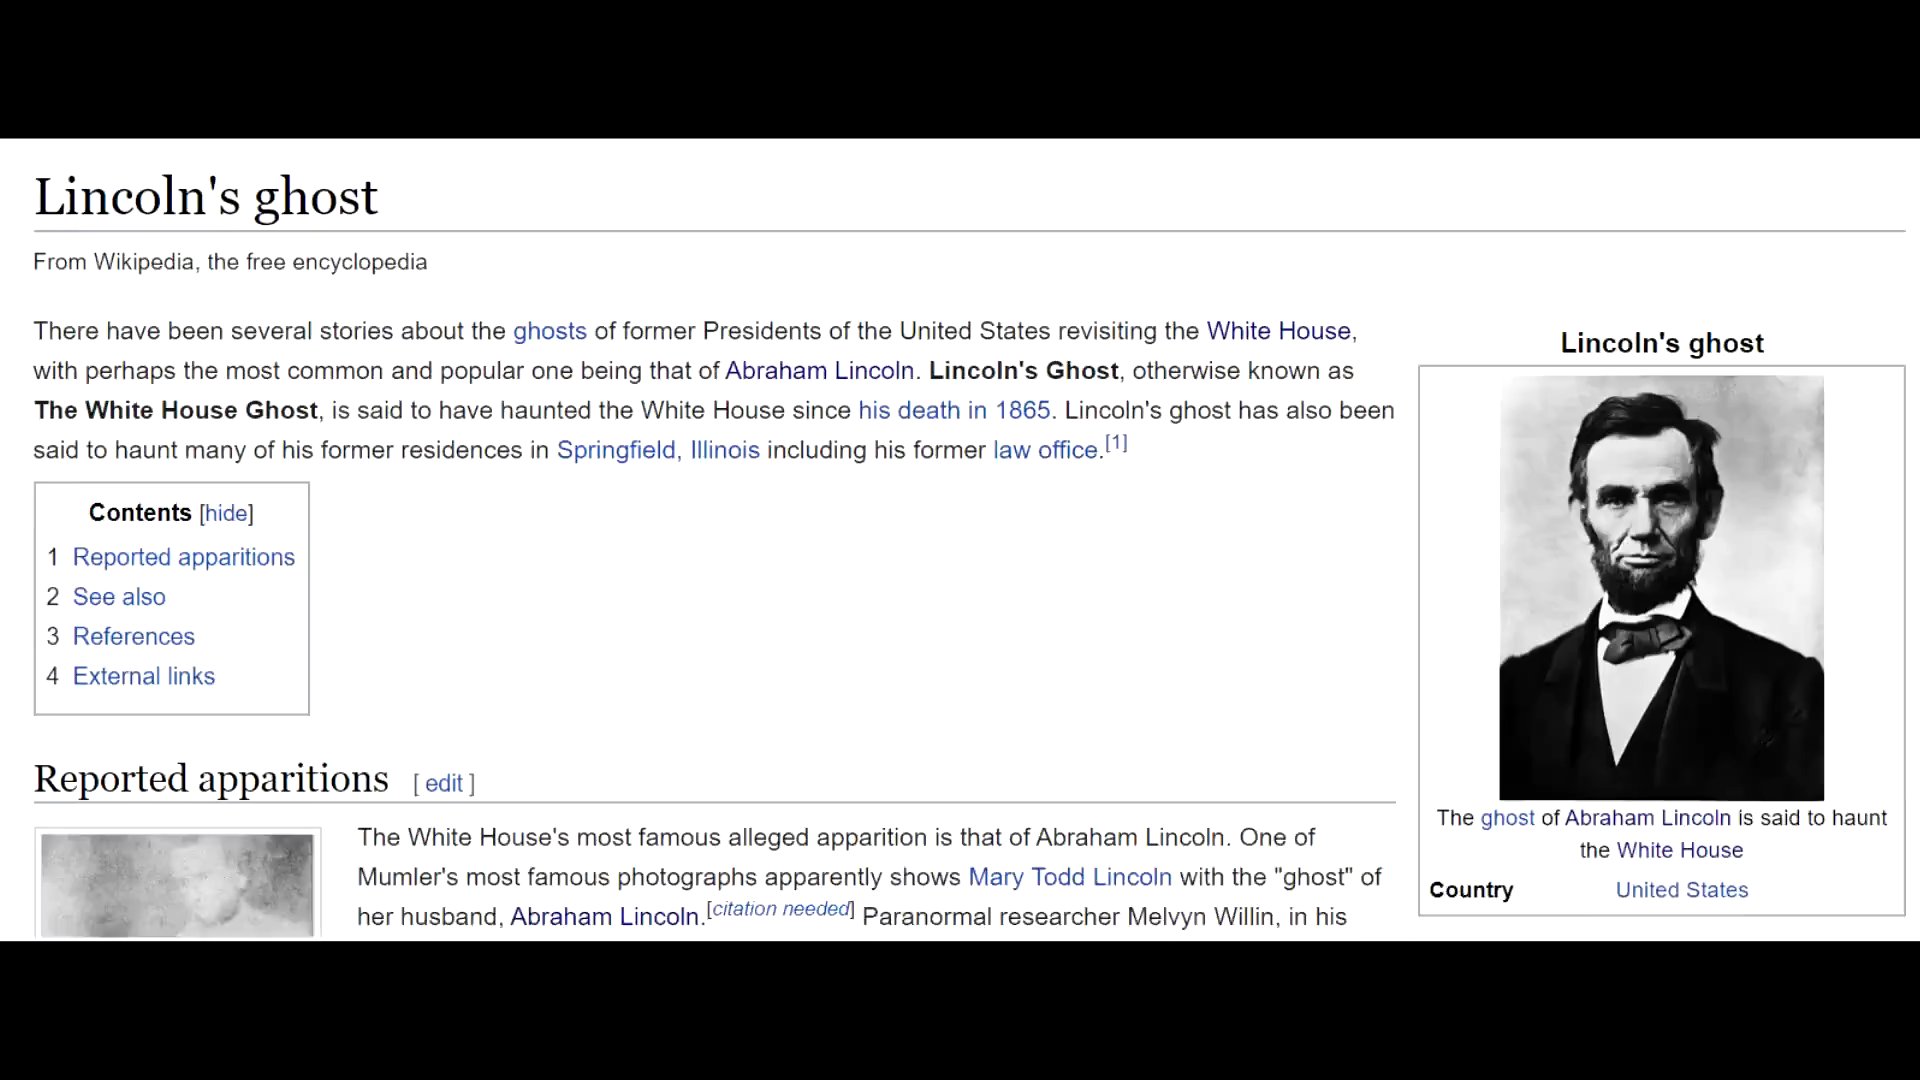 Lincoln's ghost
From Wikipedia, the free encyclopedia
There have been several stories about the ghosts of former Presidents of the United States revisiting the White House,
with perhaps the most common and popular one being that of Abraham Lincoln. Lincoln's Ghost, otherwise known as
The White House Ghost, is said to have haunted the White House since his death in 1865. Lincoln's ghost has also been
said to haunt many of his former residences in Springfield, Illinois including his former law office.[1]
Contents [hide]
1 Reported apparitions
2 See also
3 References
4 External links
Reported apparitions [ edit ]
The White House's most famous alleged apparition is that of Abraham Lincoln. One of
Mumler's most famous photographs apparently shows Mary Todd Lincoln with the "ghost" of
her husband, Abraham Lincoln.[citation needed] Paranormal researcher Melvyn Willin, in his
Lincoln's ghost
The ghost of Abraham Lincoln is said to haunt
the White House
Country United States